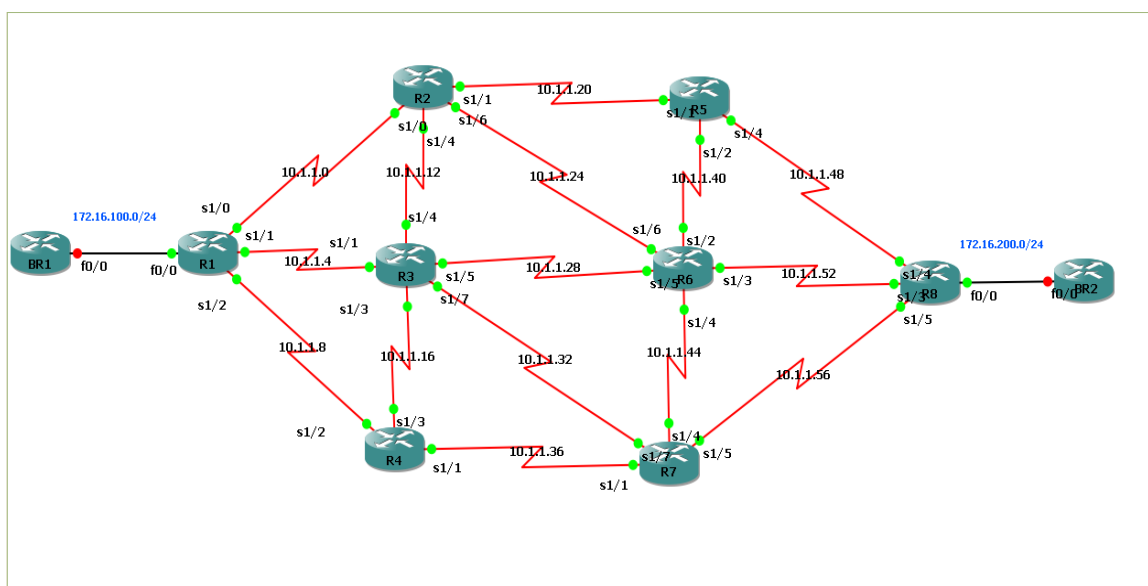 R2
s1/1
10.1.1.20
s1/1
R5
s1/0
s1/6
s1/4
s1/4
s1/2
10.1.1.0
10.1.1.12
10.1.1.24
10.1.1.40
10.1.1.48
172.16.100.0/24
s1/0
s1/4
s1/6
s1/2
172.16.200.0/24
BR1
f0/0
f0/0
R1
s1/1
10.1.1.4
s1/1
R3
s1/5
10.1.1.28
s1/5
R6
s1/3
10.1.1.52
s1/4
s1/3
R8
f0/0
f0/0
BR2
s1/2
s1/3
s1/7
s1/4
s1/5
10.1.1.8
10.1.1.16
10.1.1.32
10.1.1.44
10.1.1.56
s1/2
s1/3
R4
s1/1
10.1.1.36
s1/1
s1/4
s1/7
R7
s1/5